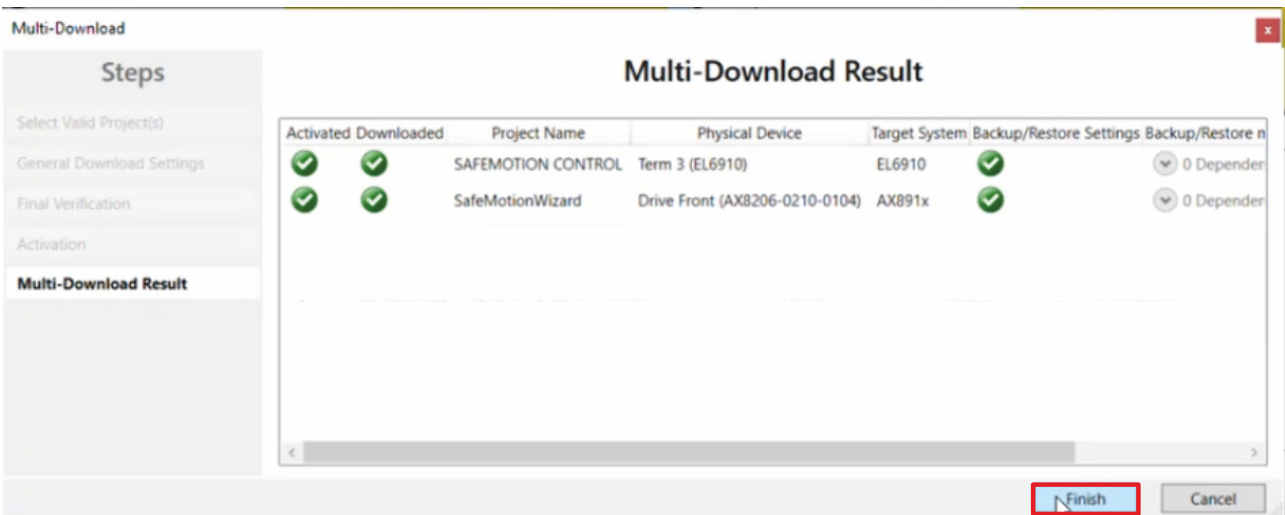 Multi-Download
x
Steps
Select Valid Project(s)
General Download Settings
Final Verification
Activation
Multi-Download Result
Multi-Download Result
Activated Downloaded Project Name Physical Device Target System Backup/Restore Settings Backup/Restore n
SAFEMOTION CONTROL Term 3 (EL6910) EL6910 0 Depender
SafeMotionWizard Drive Front (AX8206-0210-0104) AX891x 0 Depender
Finish Cancel